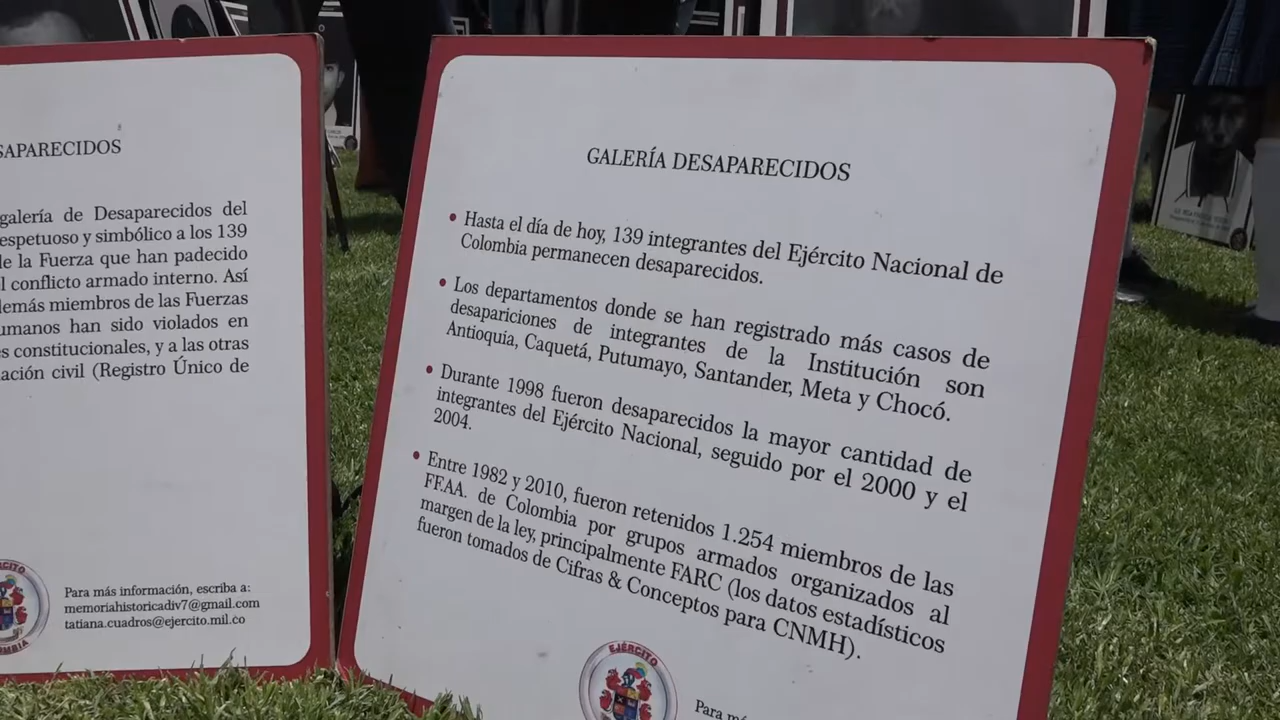 SAPARECIDOS
galería de Desaparecidos del
espetuoso y simbólico a los 139
de la Fuerza que han padecido
l conflicto armado interno. Así
demás miembros de las Fuerzas
umanos han sido violados en
es constitucionales, y a las otras
ación civil (Registro Único de
EJÉRCITO
Para más información, escriba a:
memoriahistoricadiv7@gmail.com
tatiana.cuadros@ejercito.mil.co
GALERÍA DESAPARECIDOS
• Hasta el día de hoy, 139 integrantes del Ejército Nacional de
Colombia permanecen desaparecidos.
• Los departamentos donde se han registrado más casos de
desapariciones de integrantes de la Institución son
Antioquia, Caquetá, Putumayo, Santander, Meta y Chocó.
• Durante 1998 fueron desaparecidos la mayor cantidad de
integrantes del Ejército Nacional, seguido por el 2000 y el
2004.
• Entre 1982 y 2010, fueron retenidos 1.254 miembros de las
FF.AA. de Colombia por grupos armados organizados al
margen de la ley, principalmente FARC (los datos estadísticos
fueron tomados de Cifras & Conceptos para CNMH).
EJÉRCITO
Para má